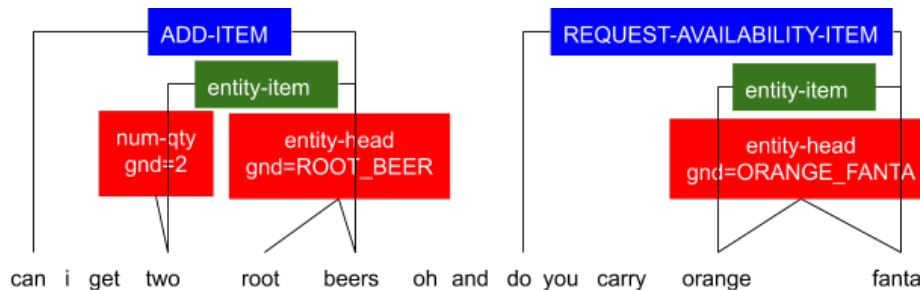 ADD-ITEM
REQUEST-AVAILABILITY-ITEM
entity-item
entity-item
num-qty
gnd=2
entity-head
gnd=ROOT_BEER
entity-head
gnd=ORANGE_FANTA
can i get two root beers oh and do you carry orange fanta